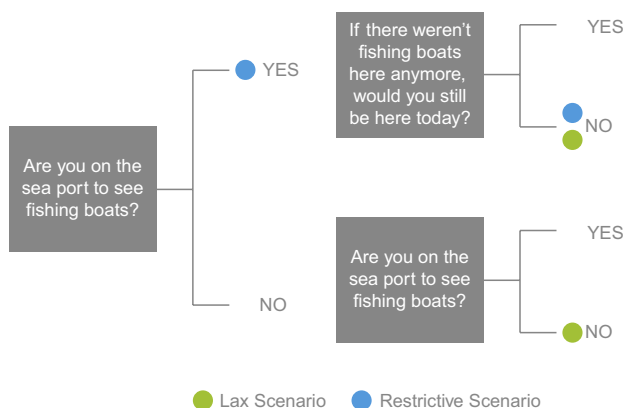 Are you on the
sea port to see
fishing boats?
YES
NO
If there weren't
fishing boats
here anymore,
would you still
be here today?
YES
NO
Are you on the
sea port to see
fishing boats?
YES
NO
Lax Scenario
Restrictive Scenario